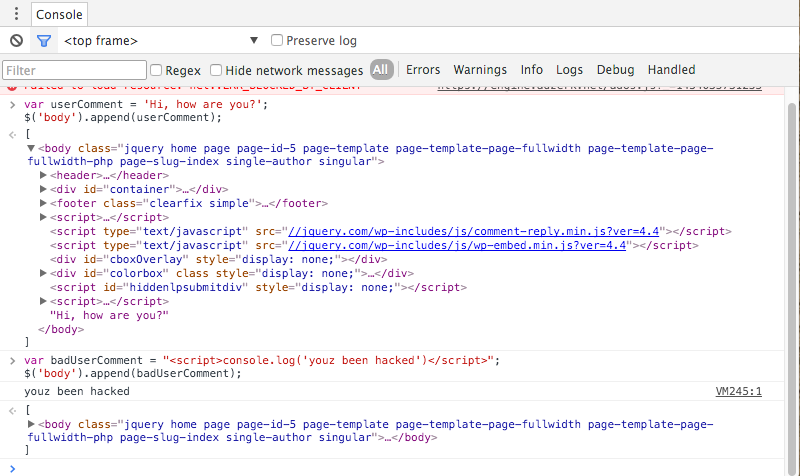 Console
<top frame> Preserve log
Filter Regex Hide network messages All Errors Warnings Info Logs Debug Handled
var userComment = 'Hi, how are you?';
$('body').append(userComment);
[
<body class="jquery home page page-id-5 page-template page-template-page-fullwidth page-template-page-
fullwidth-php page-slug-index single-author singular">
<header>…</header>
<div id="container">…</div>
<footer class="clearfix simple">…</footer>
<script>…</script>
<script type="text/javascript" src="//jquery.com/wp-includes/js/comment-reply.min.js?ver=4.4"></script>
<script type="text/javascript" src="//jquery.com/wp-includes/js/wp-embed.min.js?ver=4.4"></script>
<div id="cboxOverlay" style="display: none;"></div>
<div id="colorbox" class style="display: none;">…</div>
<script id="hiddenlpsubmitdiv" style="display: none;"></script>
<script>…</script>
"Hi, how are you?"
</body>
]
var badUserComment = "<script>console.log('youz been hacked')</script>";
$('body').append(badUserComment);
youz been hacked VM245:1
[
<body class="jquery home page page-id-5 page-template page-template-page-fullwidth page-template-page-
fullwidth-php page-slug-index single-author singular">…</body>
]